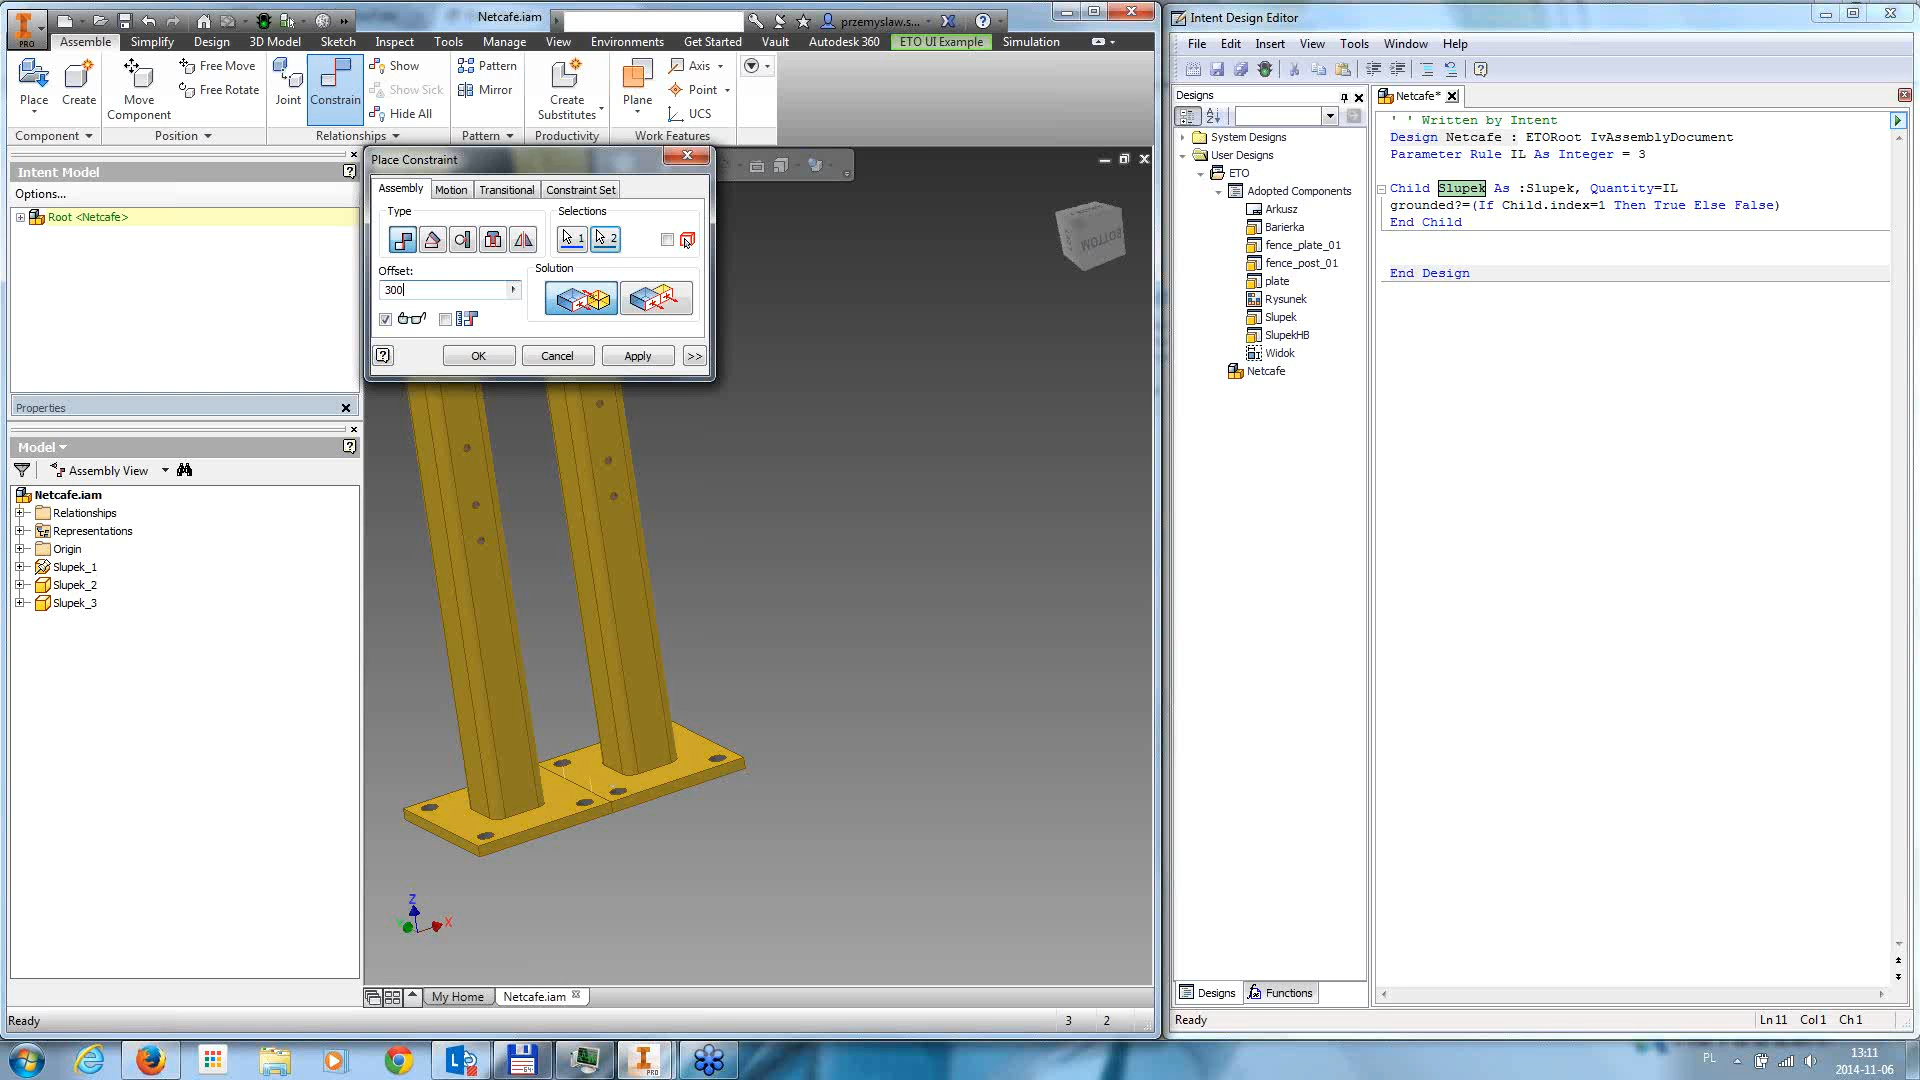 Netcafe.iam
przemyslaw.s...
PRO
Assemble Simplify Design 3D Model Sketch Inspect Tools Manage View Environments Get Started Vault Autodesk 360 ETO UI Example Simulation
Place
Create
Move Component
Free Move
Free Rotate
Joint
Constrain
Show
Show Sick
Hide All
Pattern
Mirror
Create Substitutes
Plane
Axis
Point
UCS
Component Position Relationships Pattern Productivity Work Features
Intent Model
Options...
Root <Netcafe>
Properties
Model
Assembly View
Netcafe.iam
Relationships
Representations
Origin
Slupek_1
Slupek_2
Slupek_3
Place Constraint
Assembly Motion Transitional Constraint Set
Type
Selections
1
2
Offset:
300
Solution
OK Cancel Apply >>
BOTTOM
Z
X
My Home Netcafe.iam
Ready
3 2
Intent Design Editor
File Edit Insert View Tools Window Help
Designs
System Designs
User Designs
ETO
Adopted Components
Arkusz
Barierka
fence_plate_01
fence_post_01
plate
Rysunek
Slupek
SlupekHB
Widok
Netcafe
Designs Functions
Netcafe*
' ' Written by Intent
Design Netcafe : ETORoot IvAssemblyDocument
Parameter Rule IL As Integer = 3
Child Slupek As :Slupek, Quantity=IL
grounded?=(If Child.index=1 Then True Else False)
End Child
End Design
Ready
Ln 11 Col 1 Ch 1
PL
13:11
2014-11-06